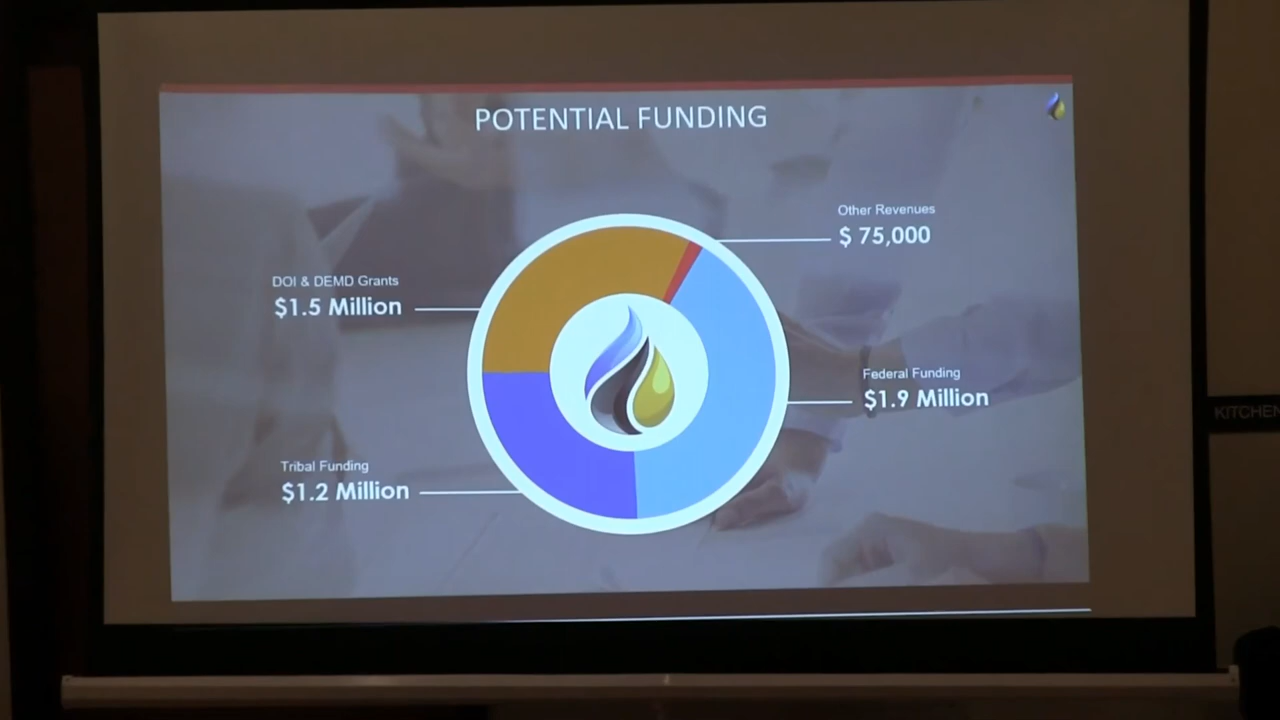 POTENTIAL FUNDING
Other Revenues
$ 75,000
DOI & DEMD Grants
$1.5 Million
Federal Funding
$1.9 Million
Tribal Funding
$1.2 Million
KITCHEN